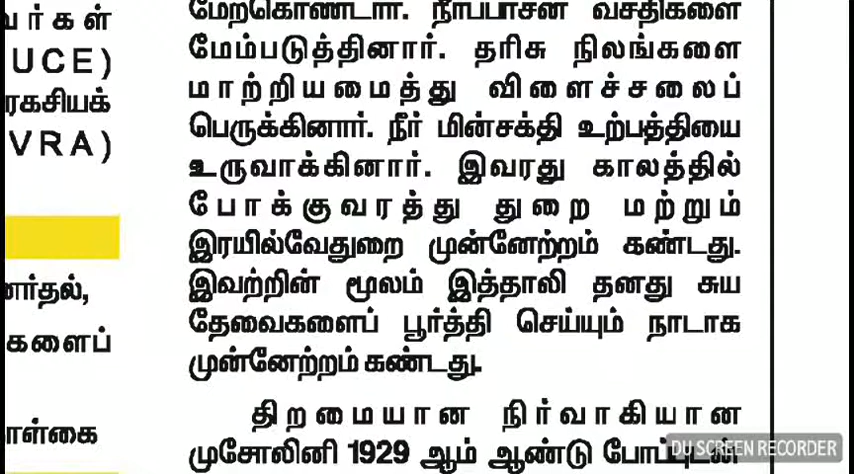 வர்கள்
UCE)
ரகசியக்
VRA)
னர்தல்,
களைப்
ாள்கை
மேற்கொண்டார். நீர்ப்பாசன வசதிகளை
மேம்படுத்தினார். தரிசு நிலங்களை
மாற்றியமைத்து விளைச்சலைப்
பெருக்கினார். நீர் மின்சக்தி உற்பத்தியை
உருவாக்கினார். இவரது காலத்தில்
போக்குவரத்து துறை மற்றும்
இரயில்வேதுறை முன்னேற்றம் கண்டது.
இவற்றின் மூலம் இத்தாலி தனது சுய
தேவைகளைப் பூர்த்தி செய்யும் நாடாக
முன்னேற்றம் கண்டது.
திறமையான நிர்வாகியான
முசோலினி 1929 ஆம் ஆண்டு போப்புடன்
DU SCREEN RECORDER